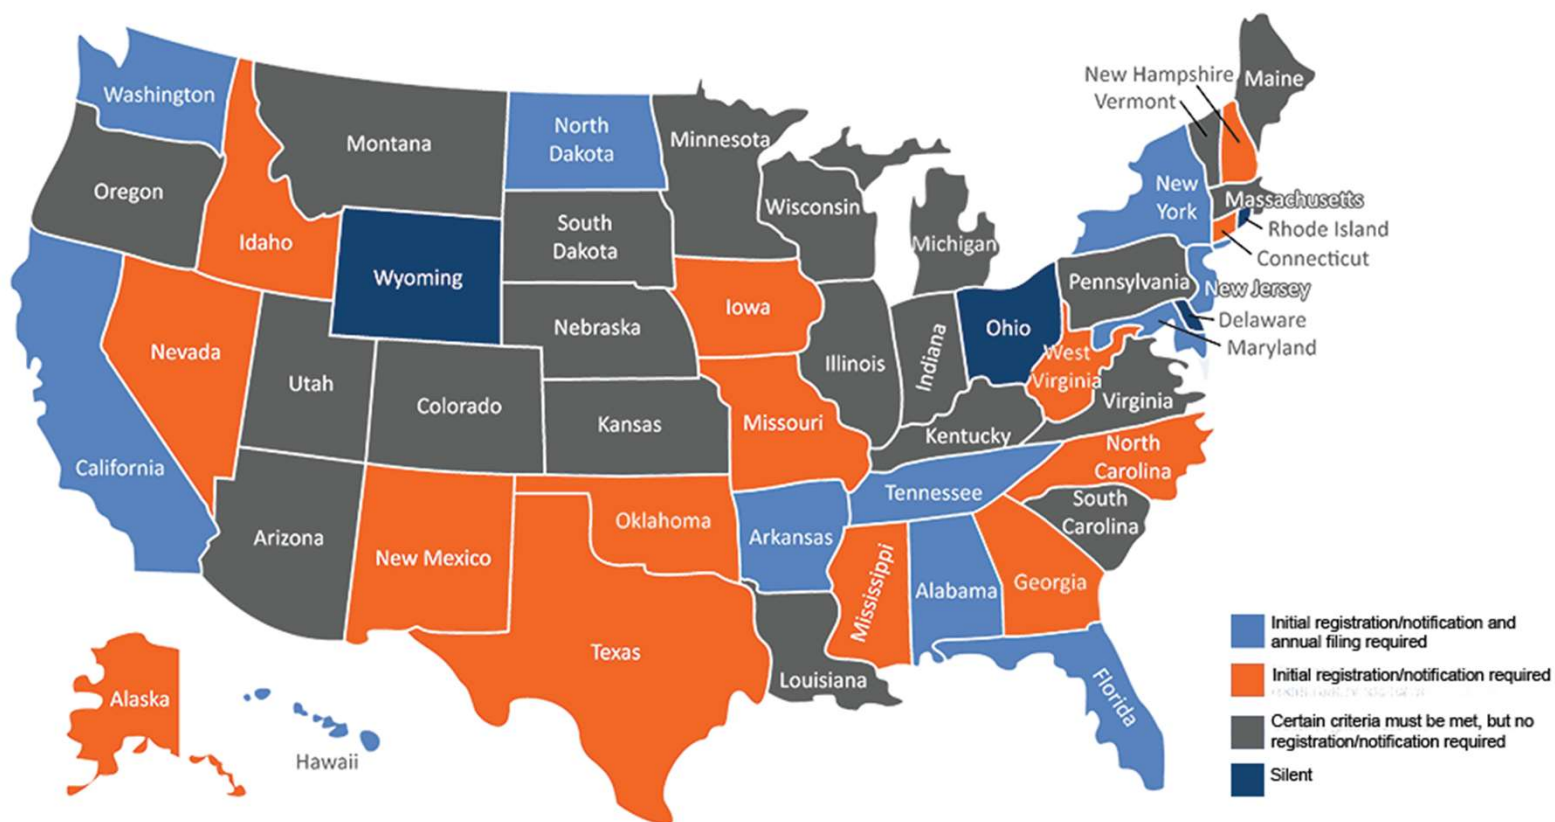 Washington
Oregon
California
Idaho
Nevada
Montana
Wyoming
Utah
Arizona
Colorado
New Mexico
North
Dakota
South
Dakota
Nebraska
Kansas
Oklahoma
Texas
Minnesota
Iowa
Missouri
Arkansas
Louisiana
Wisconsin
Illinois
Michigan
Indiana
Ohio
Kentucky
Tennessee
Mississippi
Alabama
Georgia
Florida
South
Carolina
North
Carolina
Virginia
West
Virginia
Pennsylvania
New
York
New Hampshire
Vermont
Maine
Massachusetts
Rhode Island
Connecticut
New Jersey
Delaware
Maryland
Alaska
Hawaii
Initial registration/notification and
annual filing required
Initial registration/notification required
Certain criteria must be met, but no
registration/notification required
Silent